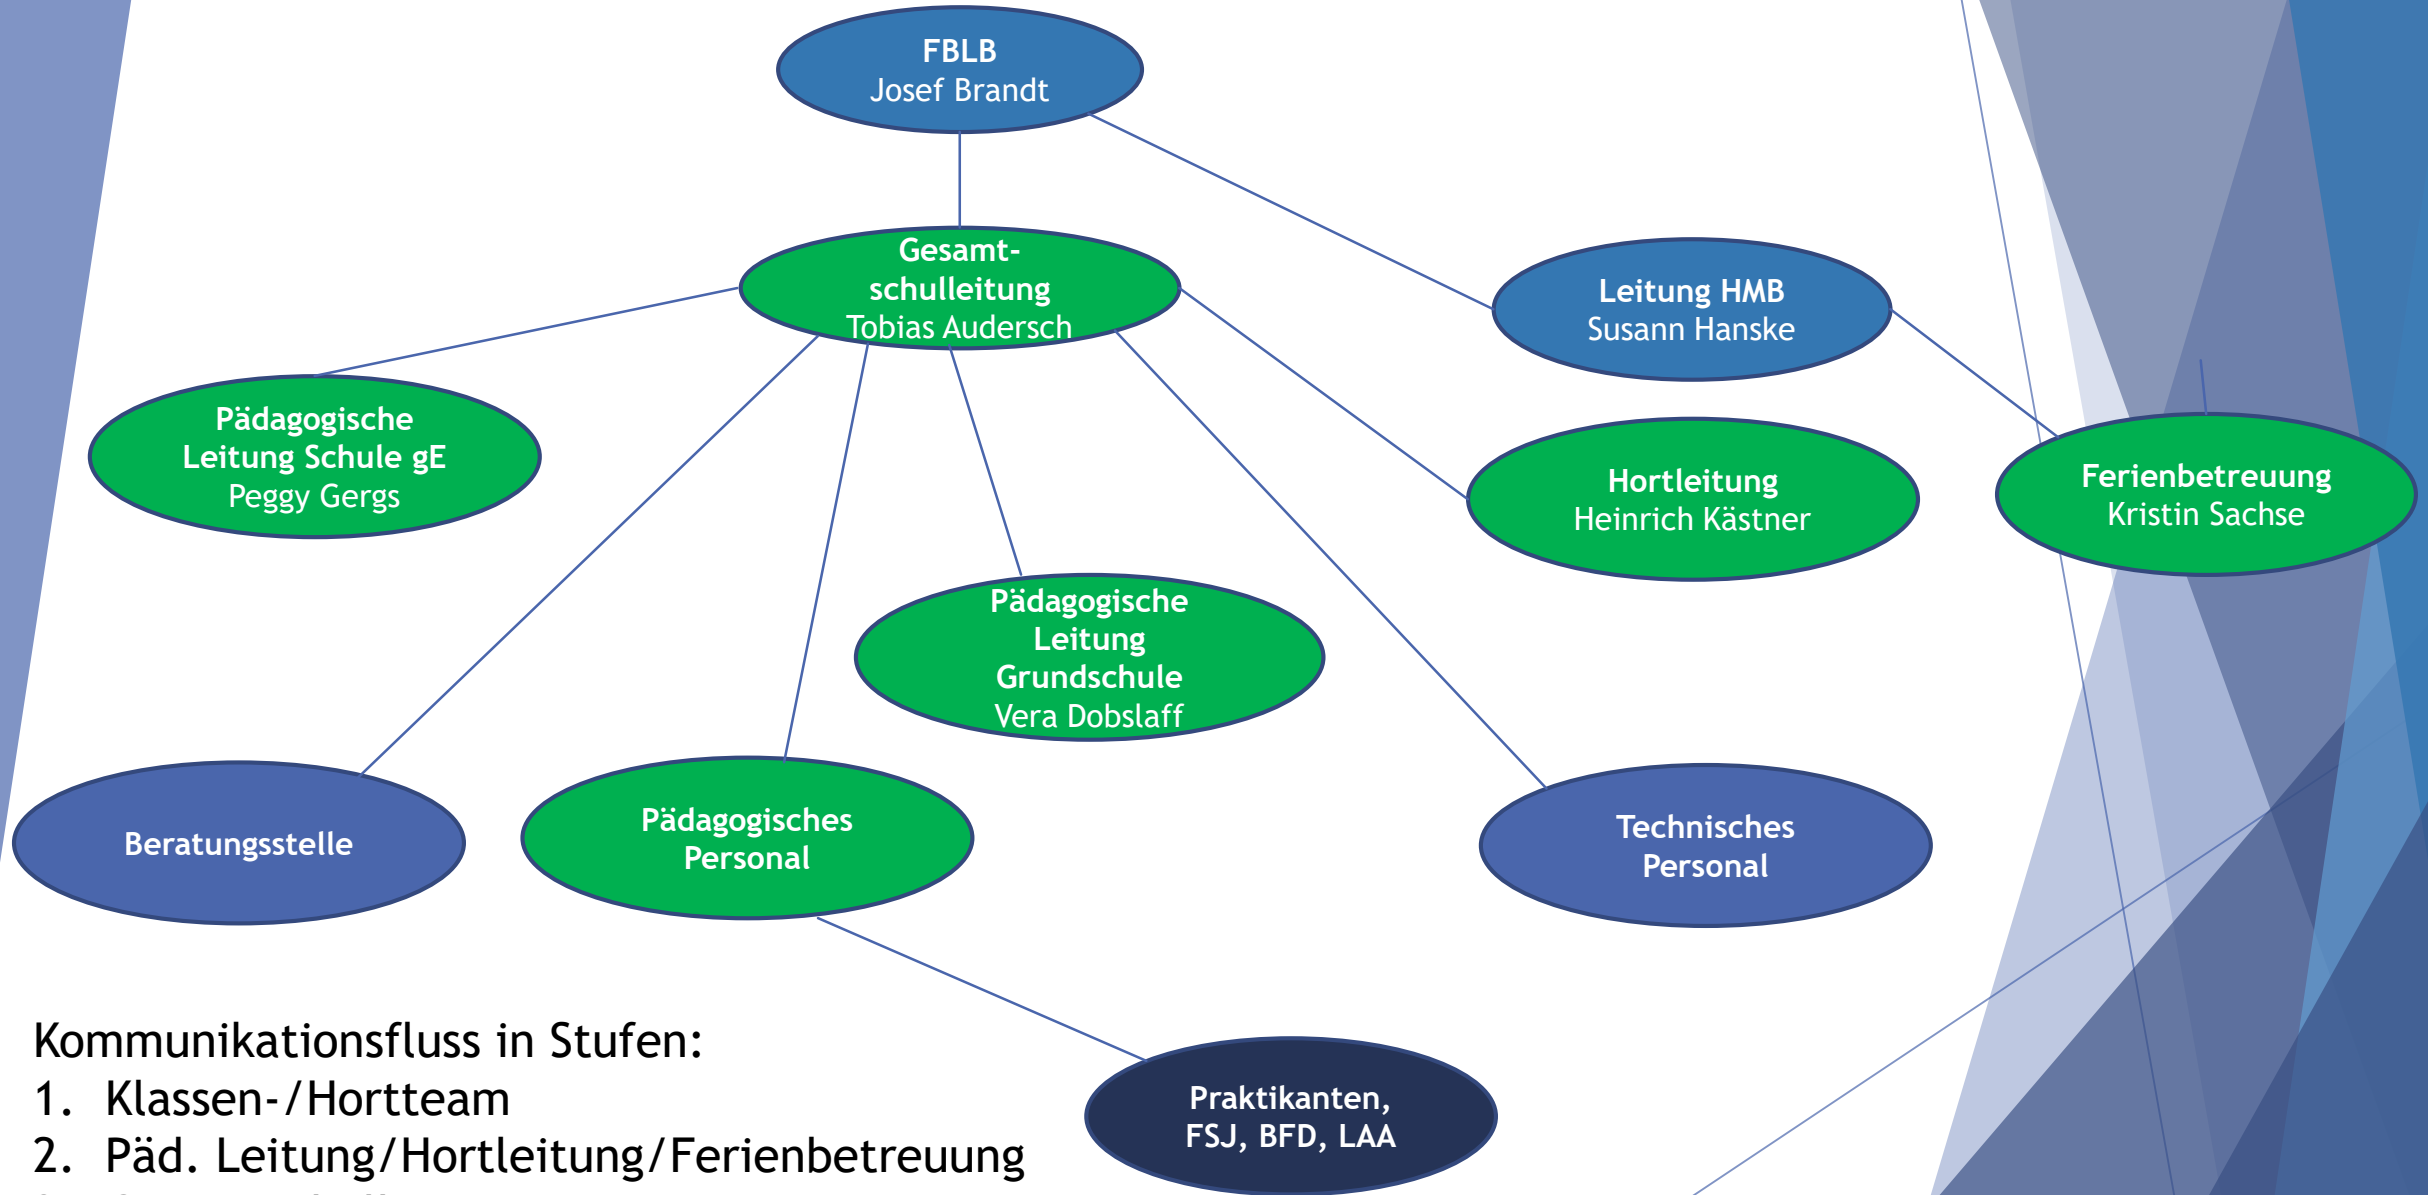 FBLB
Josef Brandt
Gesamt-
schulleitung
Tobias Audersch
Leitung HMB
Susann Hanske
Pädagogische
Leitung Schule gE
Peggy Gergs
Hortleitung
Heinrich Kästner
Ferienbetreuung
Kristin Sachse
Pädagogische
Leitung
Grundschule
Vera Dobslaff
Beratungsstelle
Pädagogisches
Personal
Technisches
Personal
Praktikanten,
FSJ, BFD, LAA
Kommunikationsfluss in Stufen:
1. Klassen-/Hortteam
2. Päd. Leitung/Hortleitung/Ferienbetreuung